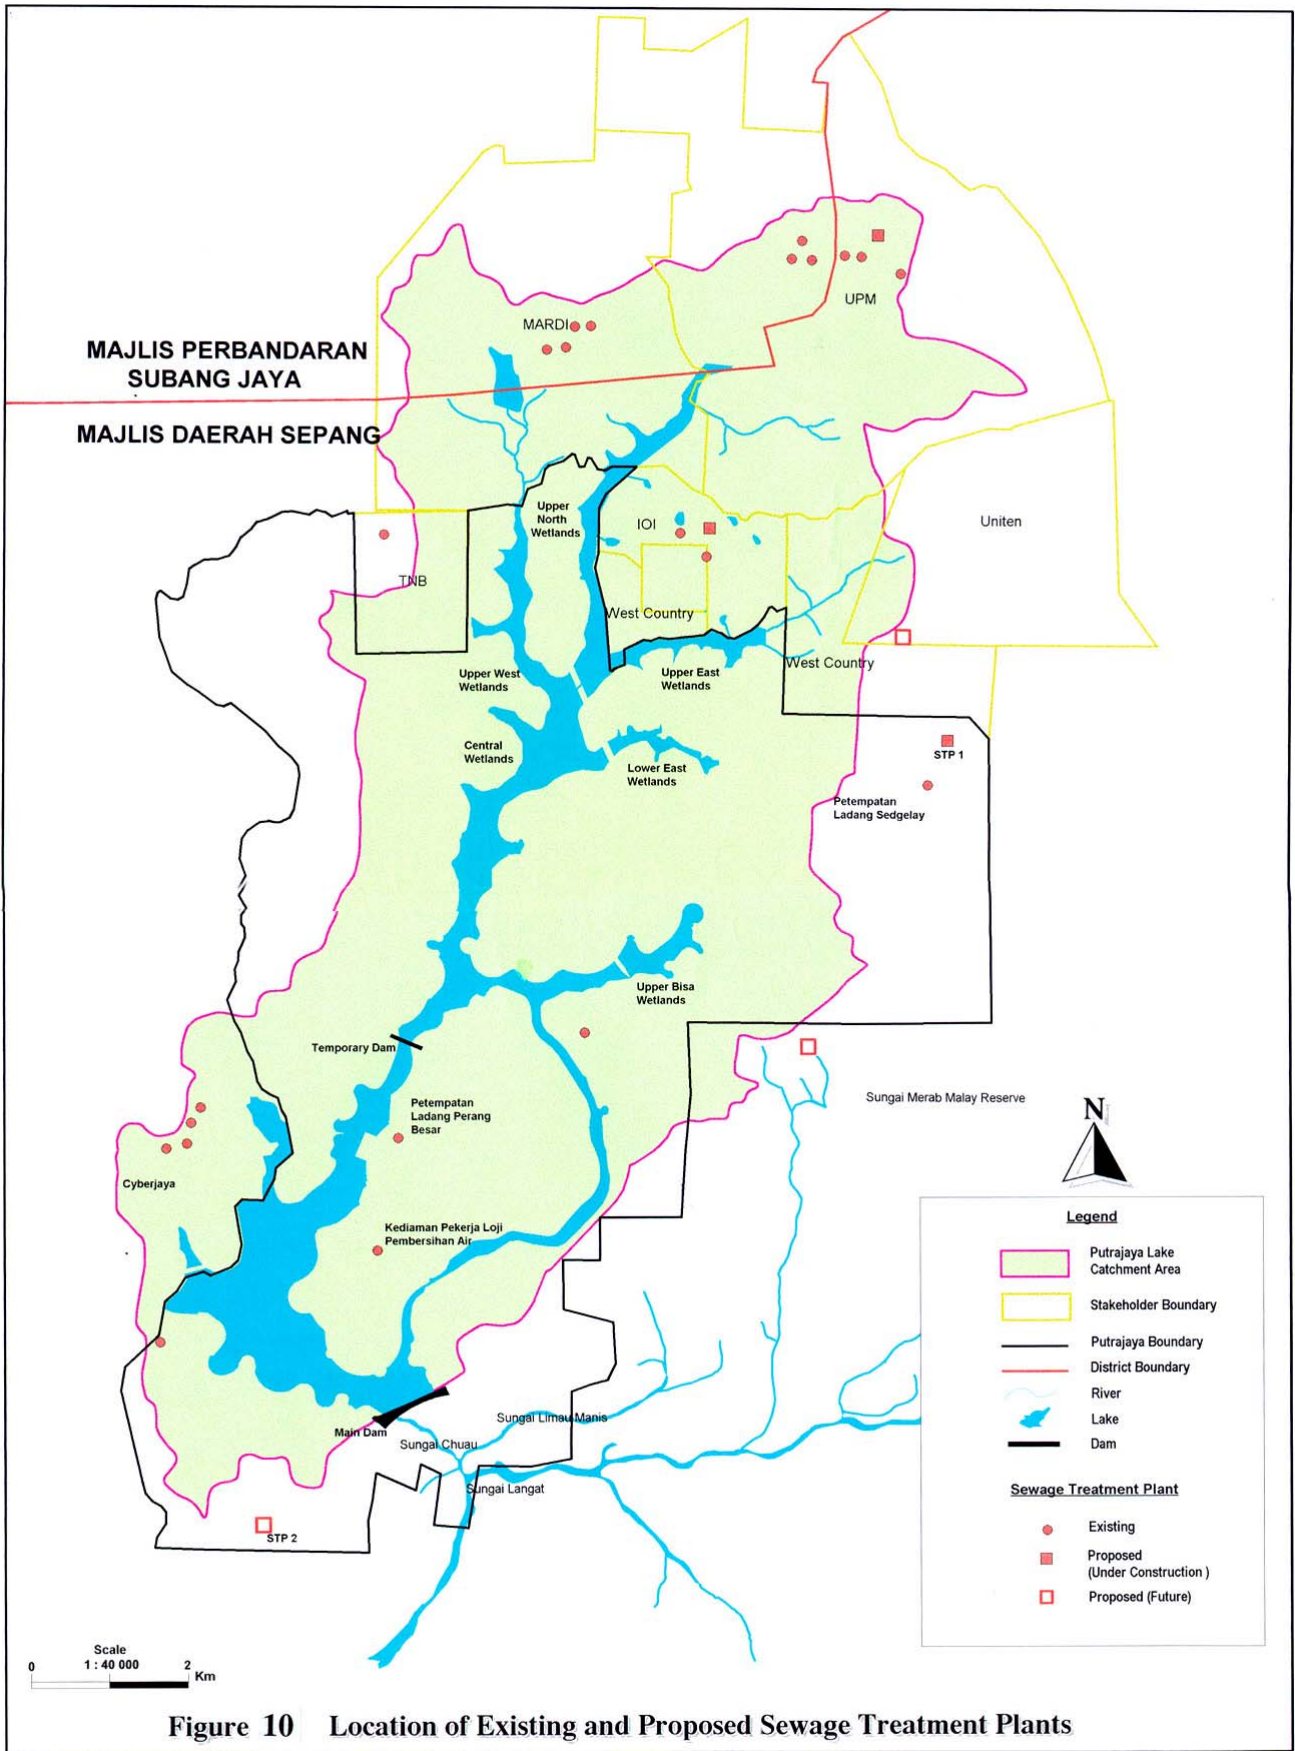 MAJLIS PERBANDARAN
SUBANG JAYA
MAJLIS DAERAH SEPANG
MARDI
UPM
Upper
North
Wetlands
IOI
Uniten
TNB
West Country
Upper West
Wetlands
Upper East
Wetlands
West Country
Central
Wetlands
Lower East
Wetlands
STP 1
Petempatan
Ladang Sedgelay
Upper Bisa
Wetlands
Temporary Dam
Petempatan
Ladang Perang
Besar
Sungai Merab Malay Reserve
N
Cyberjaya
Kediaman Pekerja Loji
Pembersihan Air
Main Dam
Sungai Limau Manis
Sungai Chuau
Sungai Langat
STP 2
Legend
Putrajaya Lake
Catchment Area
Stakeholder Boundary
Putrajaya Boundary
District Boundary
River
Lake
Dam
Sewage Treatment Plant
Existing
Proposed
(Under Construction )
Proposed (Future)
Scale
0 1 : 40 000 2
Km
Figure 10 Location of Existing and Proposed Sewage Treatment Plants